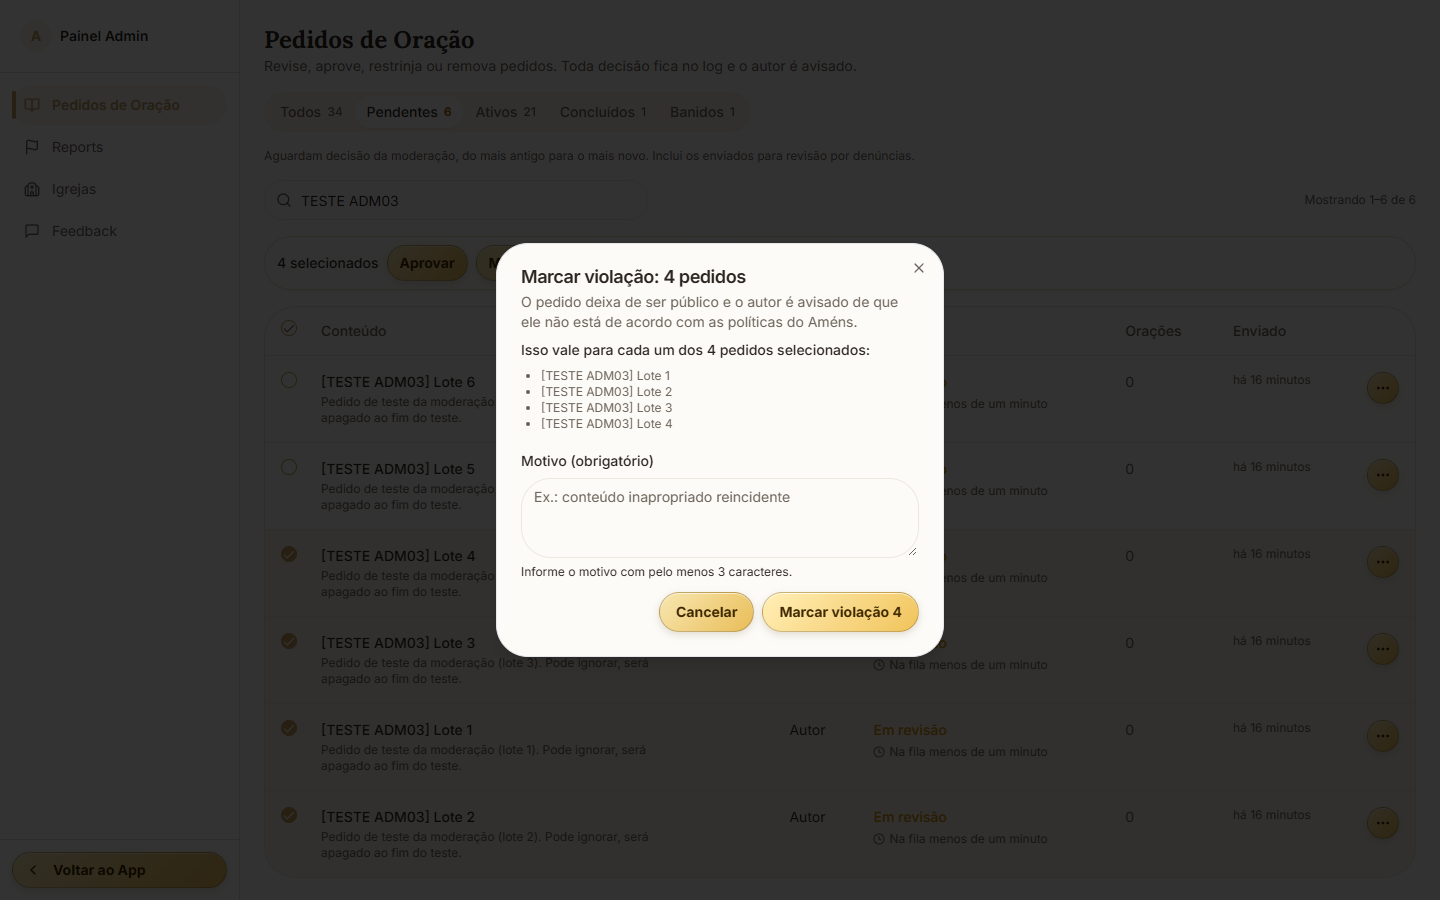 A
Painel Admin
Pedidos de Oração
Reports
Igrejas
Feedback
Voltar ao App
Pedidos de Oração
Revise, aprove, restrinja ou remova pedidos. Toda decisão fica no log e o autor é avisado.
Todos 34 Pendentes 6 Ativos 21 Concluídos 1 Banidos 1
Aguardam decisão da moderação, do mais antigo para o mais novo. Inclui os enviados para revisão por denúncias.
TESTE ADM03
Mostrando 1–6 de 6
4 selecionados Aprovar
Conteúdo Orações Enviado
[TESTE ADM03] Lote 6 0 há 16 minutos
Pedido de teste da moderação
nos de um minuto
apagado ao fim do teste.
[TESTE ADM03] Lote 5 0 há 16 minutos
Pedido de teste da moderação
nos de um minuto
apagado ao fim do teste.
[TESTE ADM03] Lote 4 0 há 16 minutos
Pedido de teste da moderação
nos de um minuto
apagado ao fim do teste.
[TESTE ADM03] Lote 3 0 há 16 minutos
Pedido de teste da moderação (lote 3). Pode ignorar, será
Na fila menos de um minuto
apagado ao fim do teste.
[TESTE ADM03] Lote 1 Autor Em revisão 0 há 16 minutos
Pedido de teste da moderação (lote 1). Pode ignorar, será
Na fila menos de um minuto
apagado ao fim do teste.
[TESTE ADM03] Lote 2 Autor Em revisão 0 há 16 minutos
Pedido de teste da moderação (lote 2). Pode ignorar, será
Na fila menos de um minuto
apagado ao fim do teste.
Marcar violação: 4 pedidos
O pedido deixa de ser público e o autor é avisado de que
ele não está de acordo com as políticas do Améns.
Isso vale para cada um dos 4 pedidos selecionados:
• [TESTE ADM03] Lote 1
• [TESTE ADM03] Lote 2
• [TESTE ADM03] Lote 3
• [TESTE ADM03] Lote 4
Motivo (obrigatório)
Ex.: conteúdo inapropriado reincidente
Informe o motivo com pelo menos 3 caracteres.
Cancelar Marcar violação 4